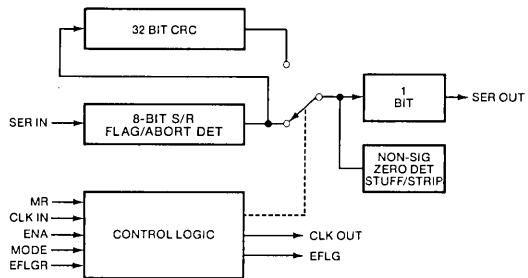 32 BIT CRC
SER IN
8-BIT S/R
FLAG/ABORT DET
1
BIT
SER OUT
NON-SIG
ZERO DET
STUFF/STRIP
MR
CLK IN
ENA
MODE
EFLGR
CONTROL LOGIC
CLK OUT
EFLG